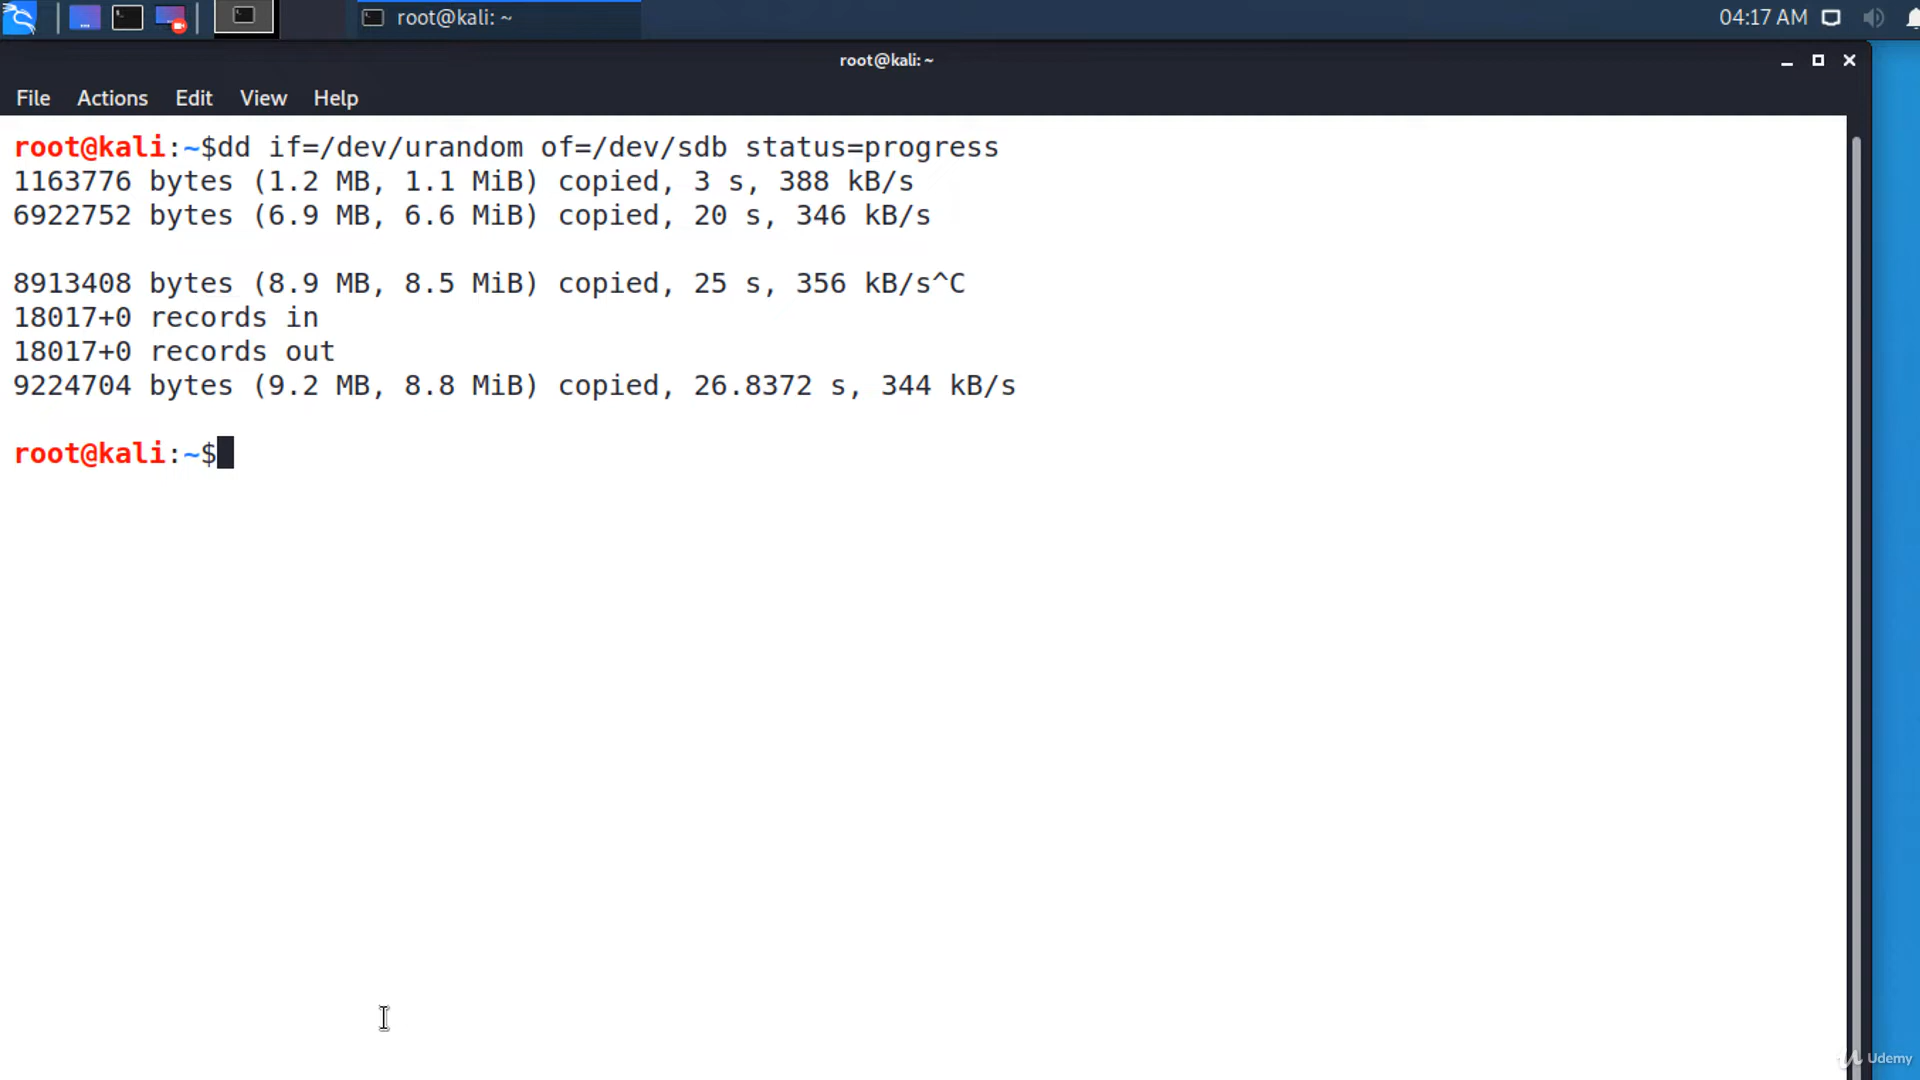 root@kali: ~
04:17 AM
root@kali: ~
File Actions Edit View Help
root@kali:~$dd if=/dev/urandom of=/dev/sdb status=progress
1163776 bytes (1.2 MB, 1.1 MiB) copied, 3 s, 388 kB/s
6922752 bytes (6.9 MB, 6.6 MiB) copied, 20 s, 346 kB/s
8913408 bytes (8.9 MB, 8.5 MiB) copied, 25 s, 356 kB/s^C
18017+0 records in
18017+0 records out
9224704 bytes (9.2 MB, 8.8 MiB) copied, 26.8372 s, 344 kB/s
root@kali:~$
Udemy